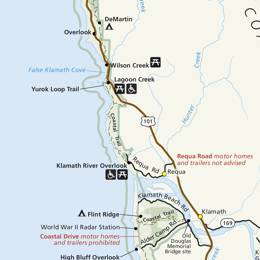 DeMartin
Overlook
Wilson Creek
False Klamath Cove
Lagoon Creek
Yurok Loop Trail
Creek
Hunter
Creek
Coastal Trail
101
Requa Road motor homes
and trailers not advised
Klamath River Overlook
Requa Rd
Requa
Klamath Beach Rd
Flint Ridge
Coastal Trail
Klamath
World War II Radar Station
Alder Camp Rd
169
Coastal Drive motor homes
and trailers prohibited
Old
Douglas
Memorial
Bridge site
High Bluff Overlook